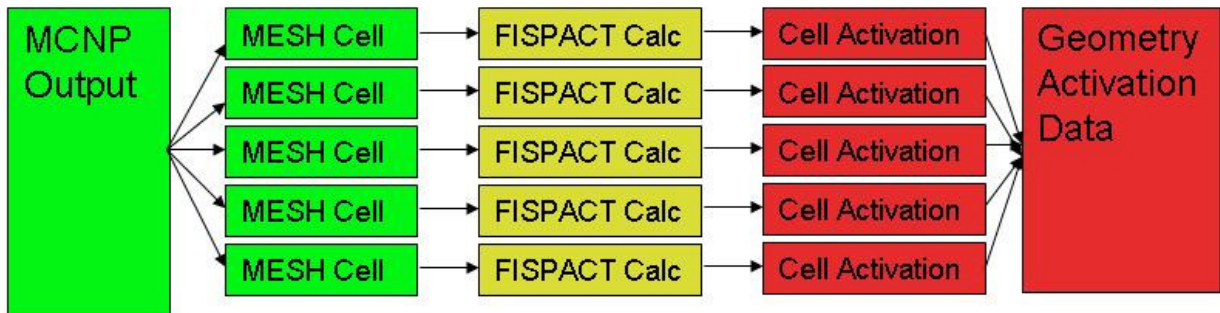 MCNP
Output
MESH Cell
FISPACT Calc
Cell Activation
MESH Cell
FISPACT Calc
Cell Activation
MESH Cell
FISPACT Calc
Cell Activation
MESH Cell
FISPACT Calc
Cell Activation
MESH Cell
FISPACT Calc
Cell Activation
Geometry
Activation
Data